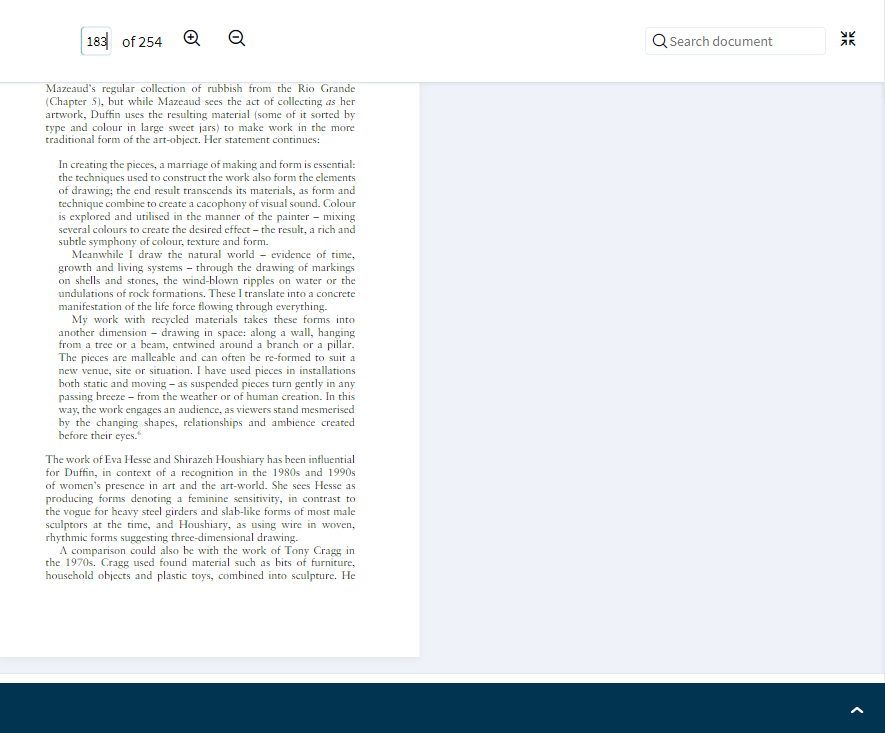 183 of 254
Search document
Mazeaud's regular collection of rubbish from the Rio Grande
(Chapter 5), but while Mazeaud sees the act of collecting as her
artwork, Duffin uses the resulting material (some of it sorted by
type and colour in large sweet jars) to make work in the more
traditional form of the art-object. Her statement continues:
In creating the pieces, a marriage of making and form is essential:
the techniques used to construct the work also form the elements
of drawing; the end result transcends its materials, as form and
technique combine to create a cacophony of visual sound. Colour
is explored and utilised in the manner of the painter – mixing
several colours to create the desired effect – the result, a rich and
subtle symphony of colour, texture and form.
Meanwhile I draw the natural world – evidence of time,
growth and living systems – through the drawing of markings
on shells and stones, the wind-blown ripples on water or the
undulations of rock formations. These I translate into a concrete
manifestation of the life force flowing through everything.
My work with recycled materials takes these forms into
another dimension – drawing in space: along a wall, hanging
from a tree or a beam, entwined around a branch or a pillar.
The pieces are malleable and can often be re-formed to suit a
new venue, site or situation. I have used pieces in installations
both static and moving – as suspended pieces turn gently in any
passing breeze – from the weather or of human creation. In this
way, the work engages an audience, as viewers stand mesmerised
by the changing shapes, relationships and ambience created
before their eyes.⁶
The work of Eva Hesse and Shirazeh Houshiary has been influential
for Duffin, in context of a recognition in the 1980s and 1990s
of women's presence in art and the art-world. She sees Hesse as
producing forms denoting a feminine sensitivity, in contrast to
the vogue for heavy steel girders and slab-like forms of most male
sculptors at the time, and Houshiary, as using wire in woven,
rhythmic forms suggesting three-dimensional drawing.
A comparison could also be with the work of Tony Cragg in
the 1970s. Cragg used found material such as bits of furniture,
household objects and plastic toys, combined into sculpture. He